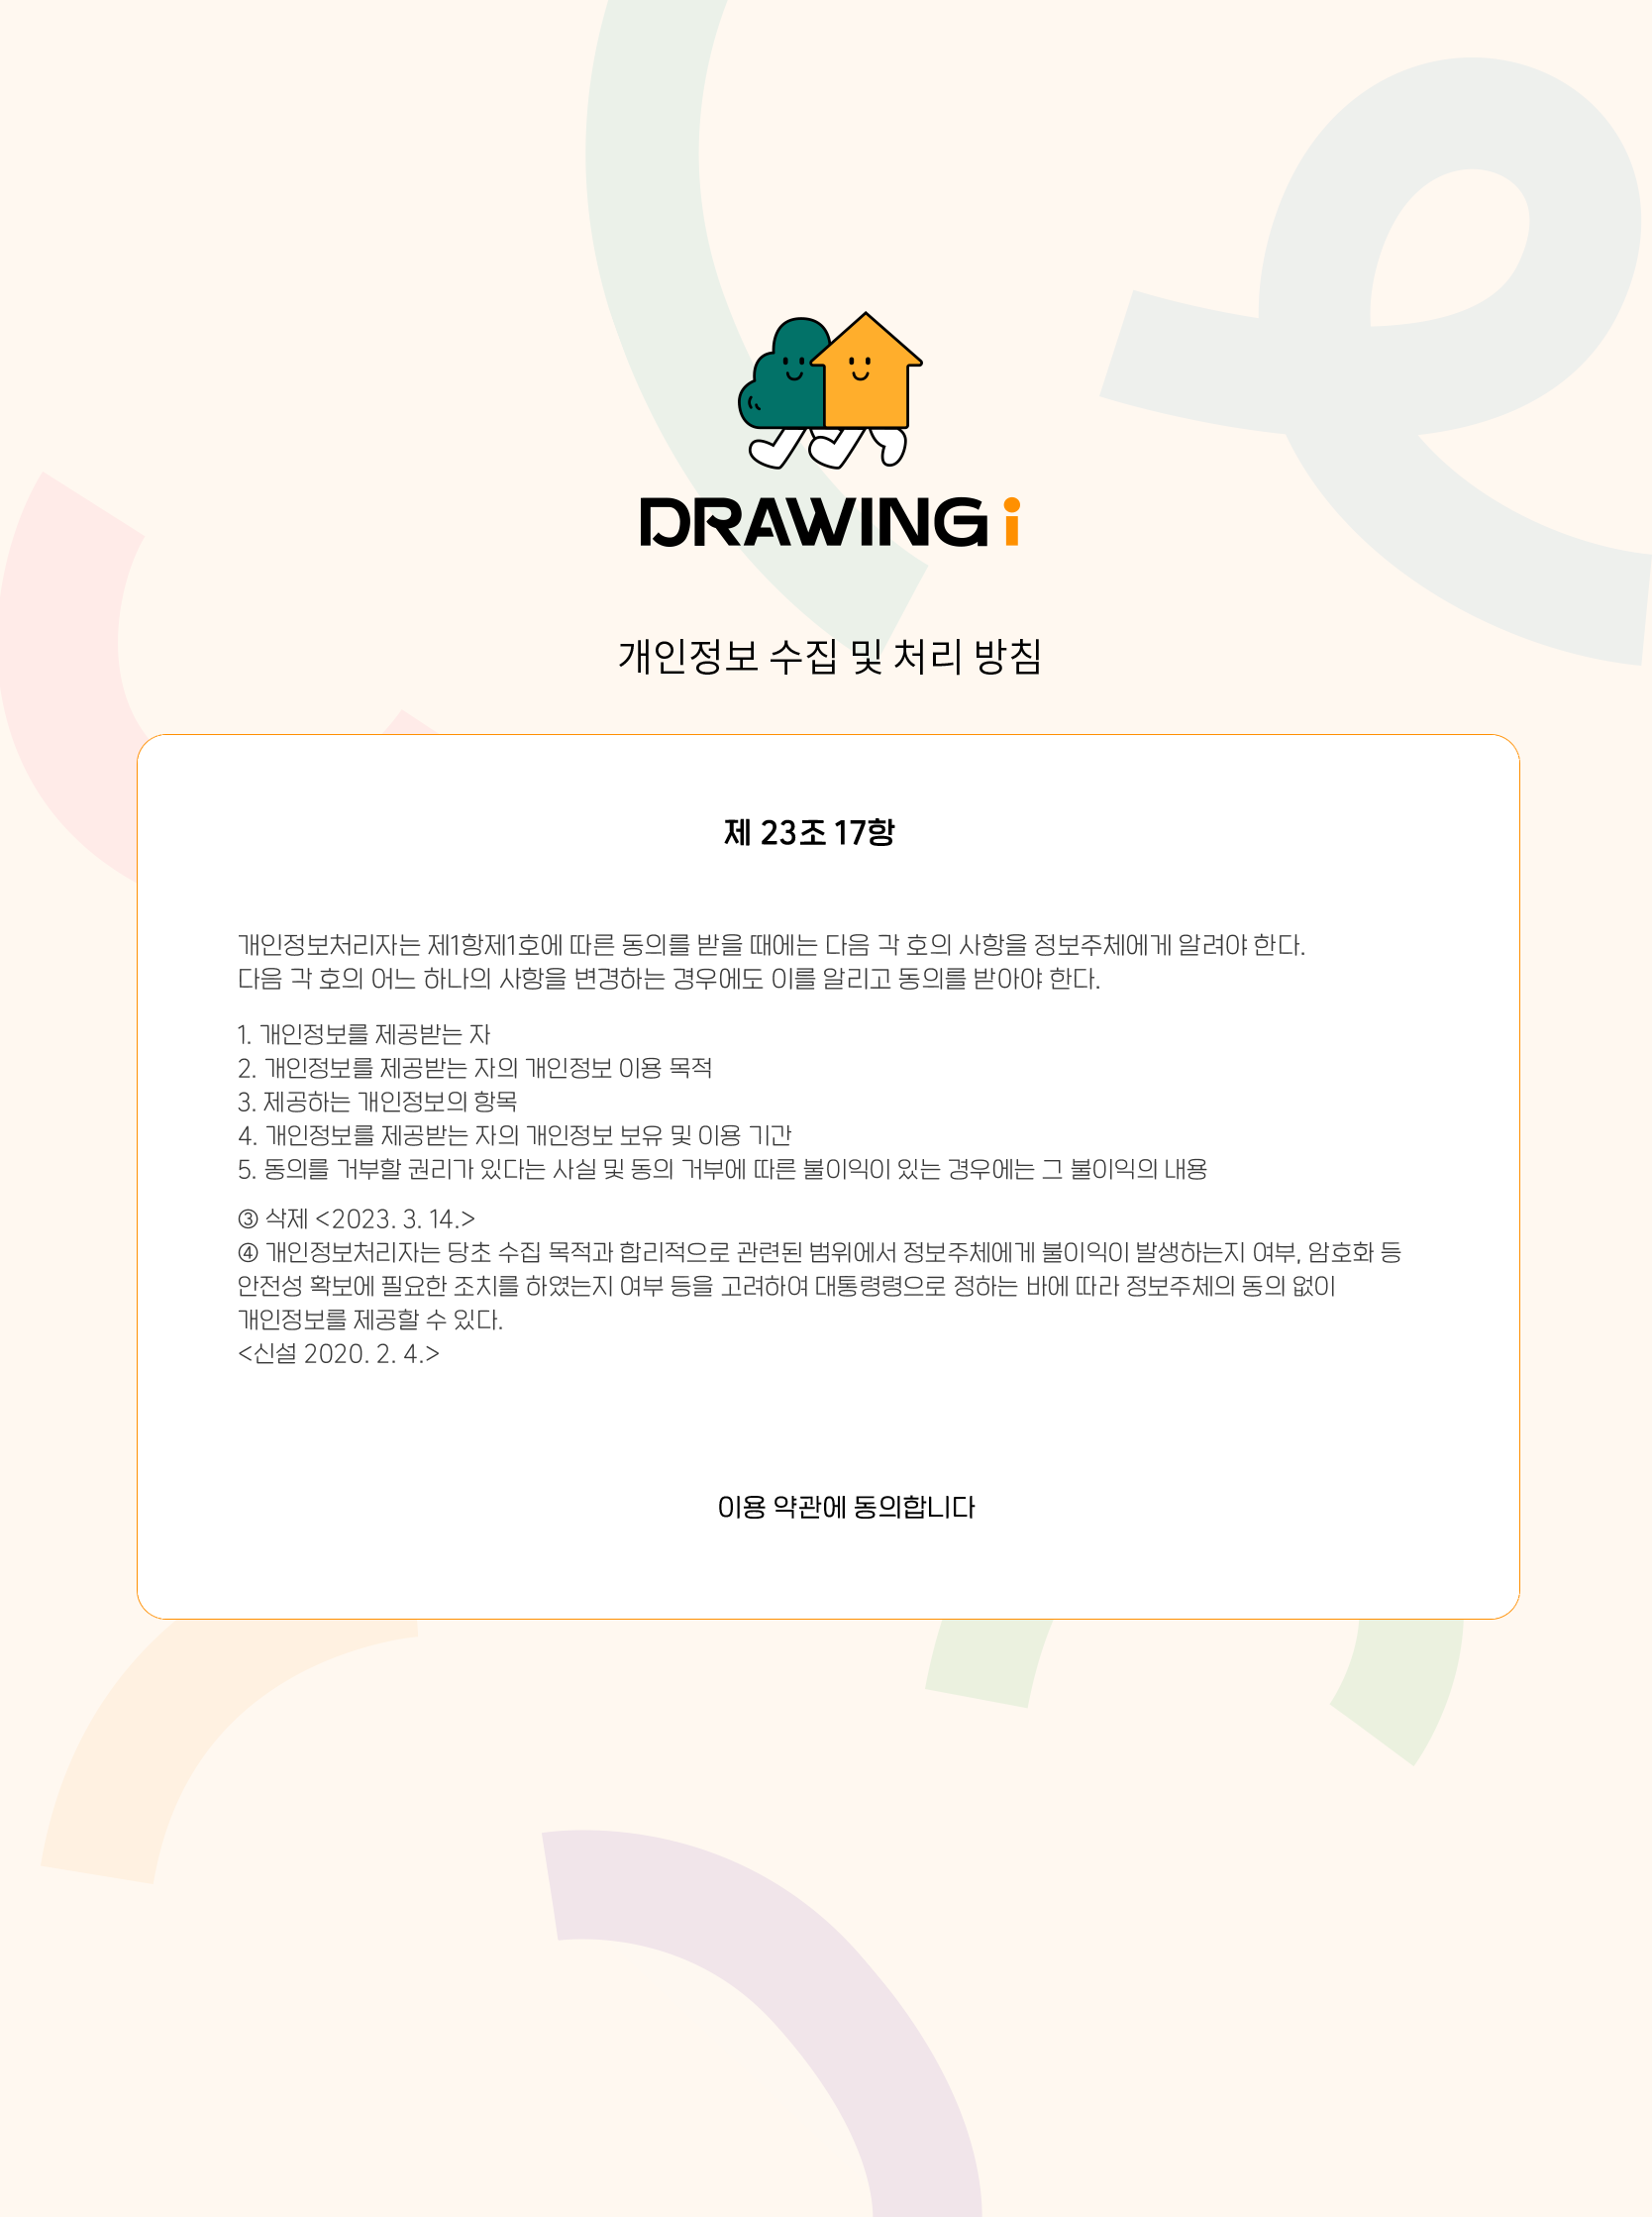 DRAWING i
개인정보 수집 및 처리 방침
제 23조 17항
개인정보처리자는 제1항제1호에 따른 동의를 받을 때에는 다음 각 호의 사항을 정보주체에게 알려야 한다.
다음 각 호의 어느 하나의 사항을 변경하는 경우에도 이를 알리고 동의를 받아야 한다.
1. 개인정보를 제공받는 자
2. 개인정보를 제공받는 자의 개인정보 이용 목적
3. 제공하는 개인정보의 항목
4. 개인정보를 제공받는 자의 개인정보 보유 및 이용 기간
5. 동의를 거부할 권리가 있다는 사실 및 동의 거부에 따른 불이익이 있는 경우에는 그 불이익의 내용
③ 삭제 <2023. 3. 14.>
④ 개인정보처리자는 당초 수집 목적과 합리적으로 관련된 범위에서 정보주체에게 불이익이 발생하는지 여부, 암호화 등
안전성 확보에 필요한 조치를 하였는지 여부 등을 고려하여 대통령령으로 정하는 바에 따라 정보주체의 동의 없이
개인정보를 제공할 수 있다.
<신설 2020. 2. 4.>
이용 약관에 동의합니다